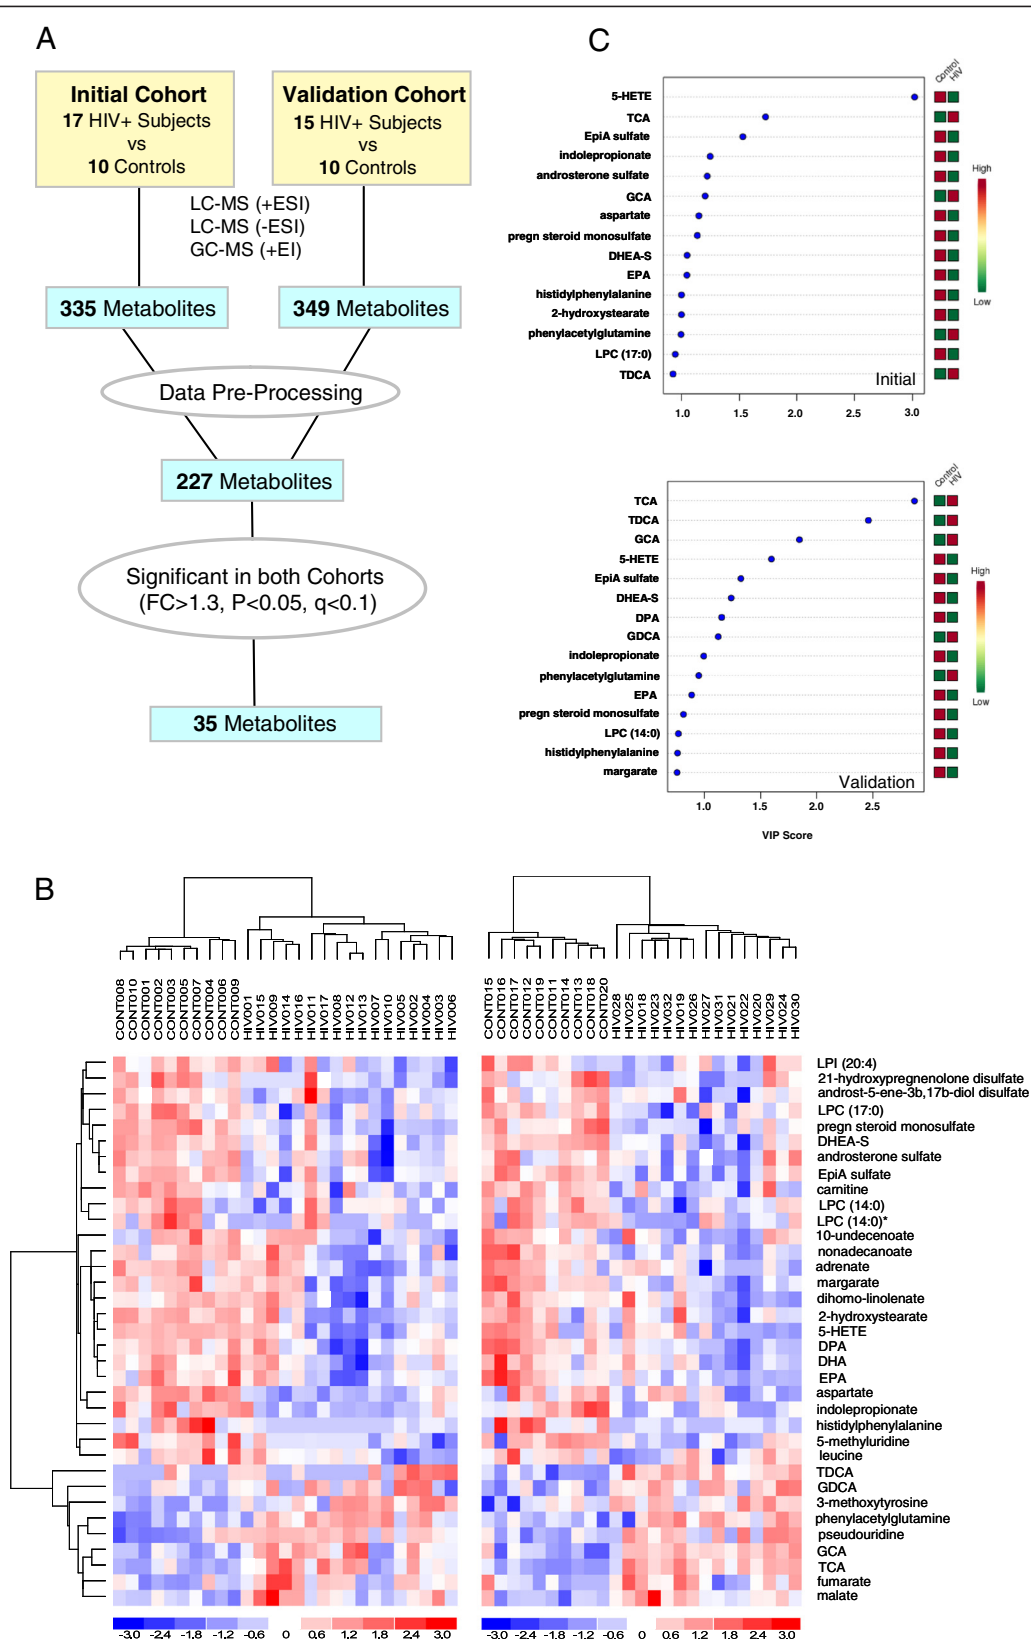 A
Initial Cohort
17 HIV+ Subjects
vs
10 Controls
Validation Cohort
15 HIV+ Subjects
vs
10 Controls
LC-MS (+ESI)
LC-MS (-ESI)
GC-MS (+EI)
335 Metabolites
349 Metabolites
Data Pre-Processing
227 Metabolites
Significant in both Cohorts
(FC>1.3, P<0.05, q<0.1)
35 Metabolites
C
Control
HIV
5-HETE
TCA
EpiA sulfate
indolepropionate
androsterone sulfate
GCA
aspartate
pregn steroid monosulfate
DHEA-S
EPA
histidylphenylalanine
2-hydroxystearate
phenylacetylglutamine
LPC (17:0)
TDCA
Initial
1.0 1.5 2.0 2.5 3.0
High
Low
Control
HIV
TCA
TDCA
GCA
5-HETE
EpiA sulfate
DHEA-S
DPA
GDCA
indolepropionate
phenylacetylglutamine
EPA
pregn steroid monosulfate
LPC (14:0)
histidylphenylalanine
margarate
Validation
1.0 1.5 2.0 2.5
VIP Score
High
Low
B
CONT008
CONT010
CONT001
CONT002
CONT003
CONT005
CONT007
CONT004
CONT006
CONT009
HIV001
HIV015
HIV009
HIV014
HIV016
HIV011
HIV017
HIV008
HIV012
HIV013
HIV007
HIV010
HIV005
HIV002
HIV004
HIV003
HIV006
CONT015
CONT016
CONT017
CONT012
CONT019
CONT011
CONT014
CONT013
CONT018
CONT020
HIV028
HIV025
HIV018
HIV023
HIV032
HIV019
HIV026
HIV027
HIV031
HIV021
HIV022
HIV020
HIV029
HIV024
HIV030
LPI (20:4)
21-hydroxypregnenolone disulfate
androst-5-ene-3b,17b-diol disulfate
LPC (17:0)
pregn steroid monosulfate
DHEA-S
androsterone sulfate
EpiA sulfate
carnitine
LPC (14:0)
LPC (14:0)*
10-undecenoate
nonadecanoate
adrenate
margarate
dihomo-linolenate
2-hydroxystearate
5-HETE
DPA
DHA
EPA
aspartate
indolepropionate
histidylphenylalanine
5-methyluridine
leucine
TDCA
GDCA
3-methoxytyrosine
phenylacetylglutamine
pseudouridine
GCA
TCA
fumarate
malate
-3.0 -2.4 -1.8 -1.2 -0.6 0 0.6 1.2 1.8 2.4 3.0
-3.0 -2.4 -1.8 -1.2 -0.6 0 0.6 1.2 1.8 2.4 3.0